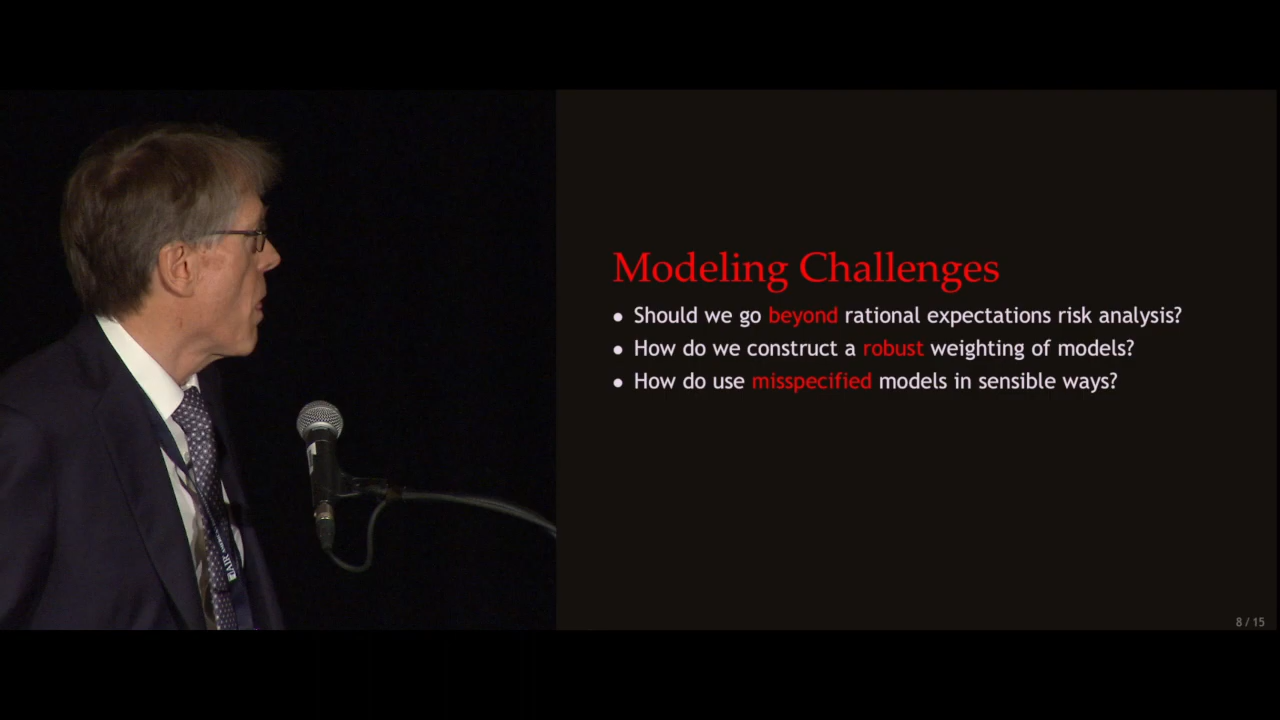 Modeling Challenges
• Should we go beyond rational expectations risk analysis?
• How do we construct a robust weighting of models?
• How do use misspecified models in sensible ways?
8 / 15